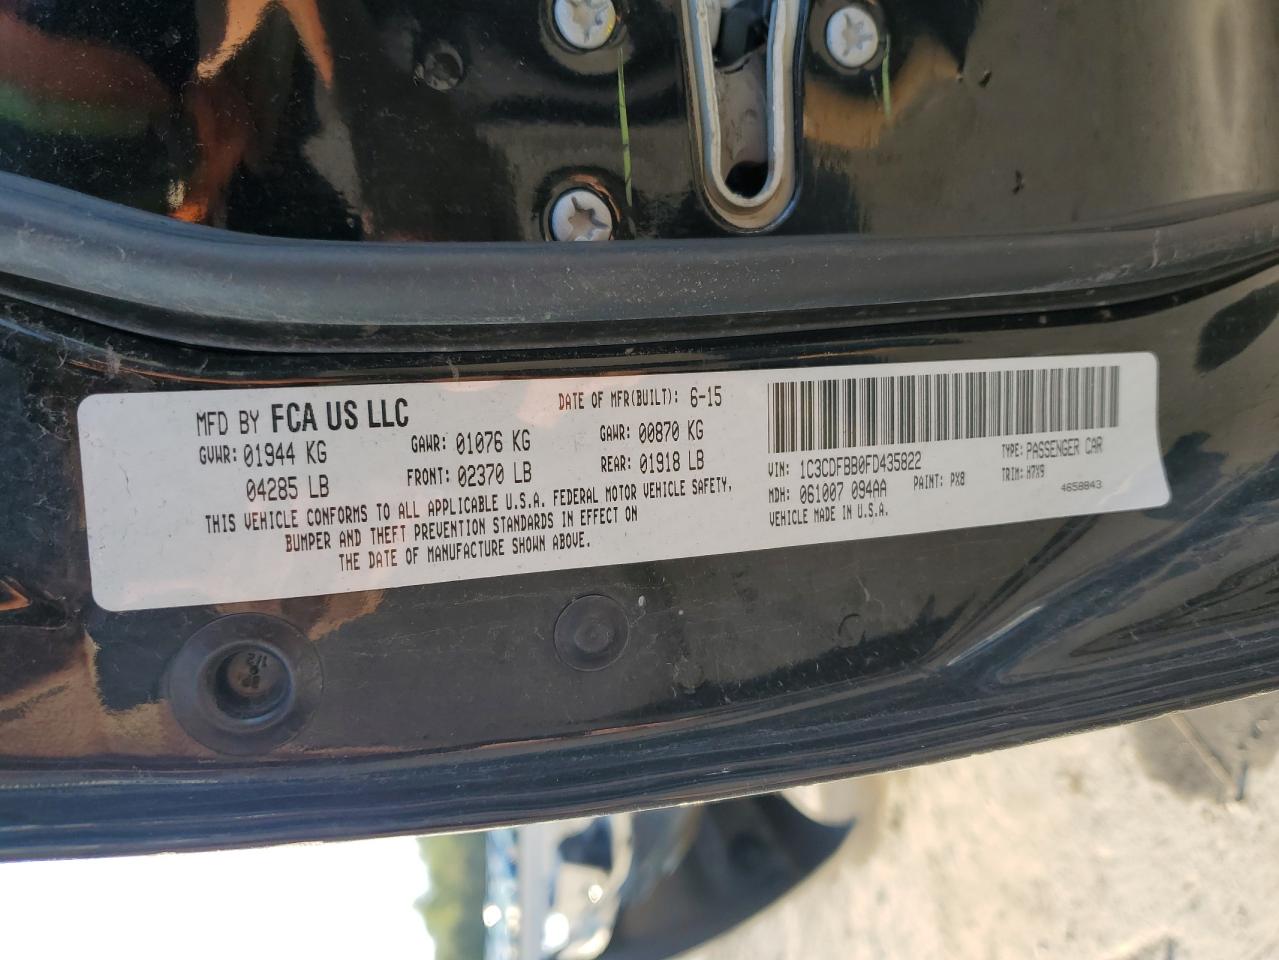 MFD BY FCA US LLC
DATE OF MFR(BUILT): 6-15
GVWR: 01944 KG
04285 LB
GAWR: 01076 KG
FRONT: 02370 LB
GAWR: 00870 KG
REAR: 01918 LB
THIS VEHICLE CONFORMS TO ALL APPLICABLE U.S.A. FEDERAL MOTOR VEHICLE SAFETY,
BUMPER AND THEFT PREVENTION STANDARDS IN EFFECT ON
THE DATE OF MANUFACTURE SHOWN ABOVE.
VIN: 1C3CDFBB0FD435822
TYPE: PASSENGER CAR
MDH: 061007 094AA
PAINT: PX8
TRIM: H7X9
VEHICLE MADE IN U.S.A.
4658843